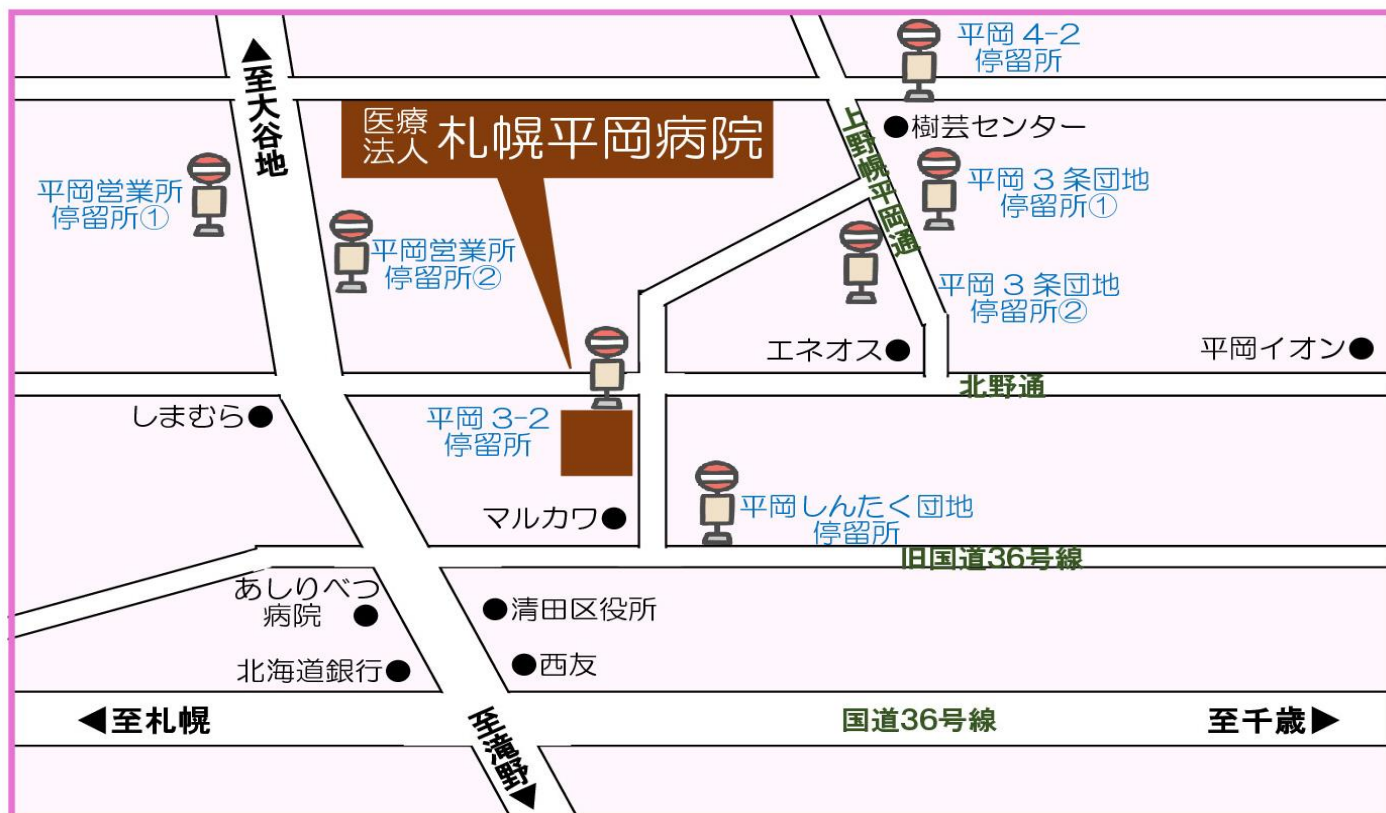 平岡 4-2
停留所
▲至大谷地
医療
法人 札幌平岡病院
●樹芸センター
上野幌平岡通
平岡営業所
停留所①
平岡 3 条団地
停留所①
平岡営業所
停留所②
平岡 3 条団地
停留所②
エネオス●
平岡イオン●
北野通
しまむら●
平岡 3-2
停留所
マルカワ●
平岡しんたく団地
停留所
旧国道36号線
あしりべつ
病院 ●
●清田区役所
北海道銀行●
●西友
◀至札幌
至滝野▼
国道36号線
至千歳▶